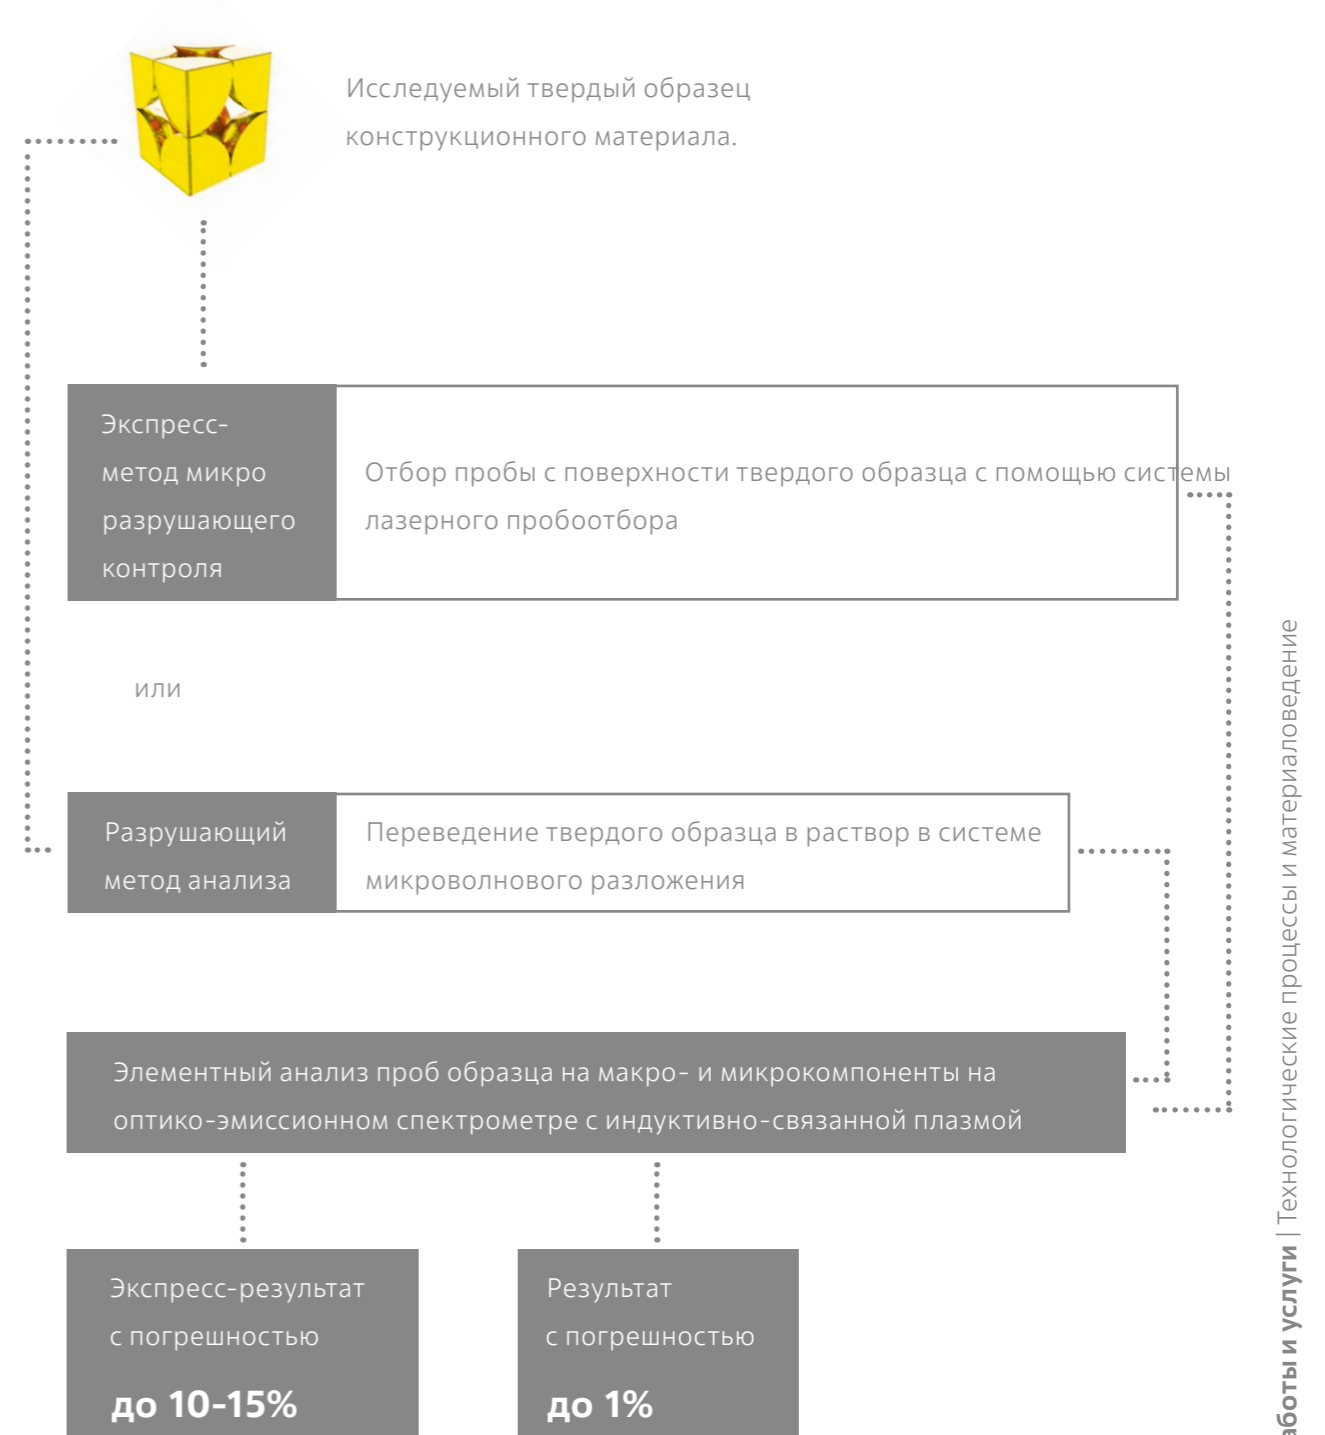 Исследуемый твердый образец
конструкционного материала.
Экспресс-
метод микро
разрушающего
контроля
Отбор пробы с поверхности твердого образца с помощью системы
лазерного пробоотбора
или
Разрушающий
метод анализа
Переведение твердого образца в раствор в системе
микроволнового разложения
Элементный анализ проб образца на макро- и микрокомпоненты на
оптико-эмиссионном спектрометре с индуктивно-связанной плазмой
Экспресс-результат
с погрешностью
до 10-15%
Результат
с погрешностью
до 1%
аботы и услуги | Технологические процессы и материаловедение